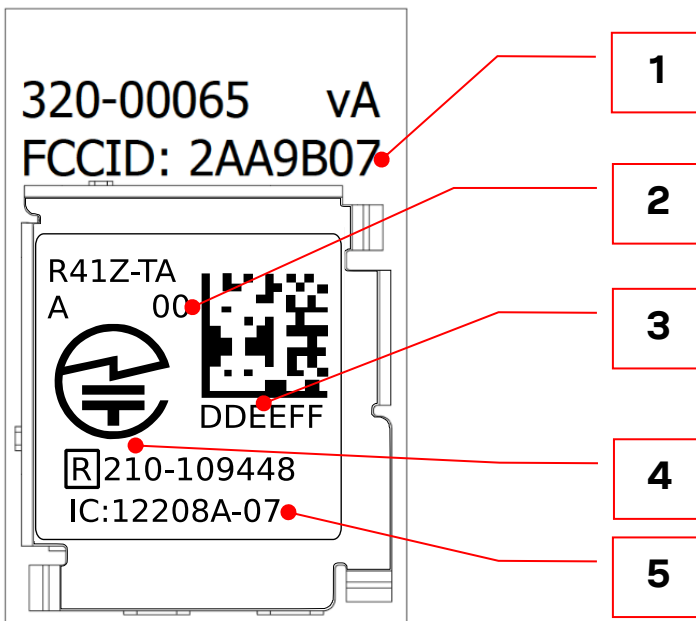 320-00065 vA
FCCID: 2AA9B07
R41Z-TA
A 00
DDEEFF
R 210-109448
IC:12208A-07
1
2
3
4
5